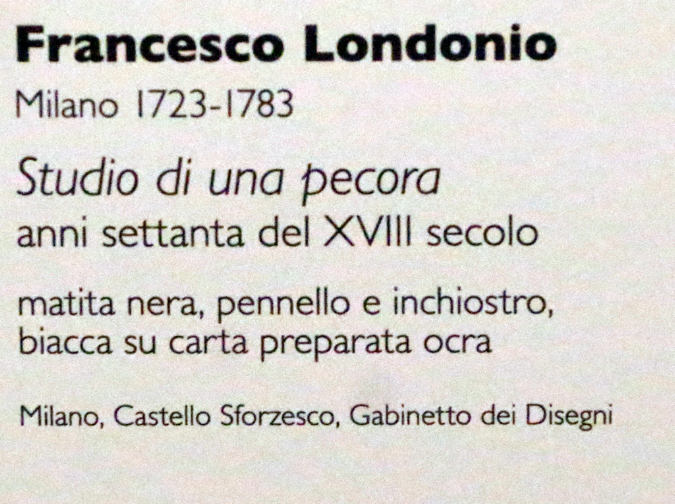 Francesco Londonio
Milano 1723-1783
Studio di una pecora
anni settanta del XVIII secolo
matita nera, pennello e inchiostro,
biacca su carta preparata ocra
Milano, Castello Sforzesco, Gabinetto dei Disegni